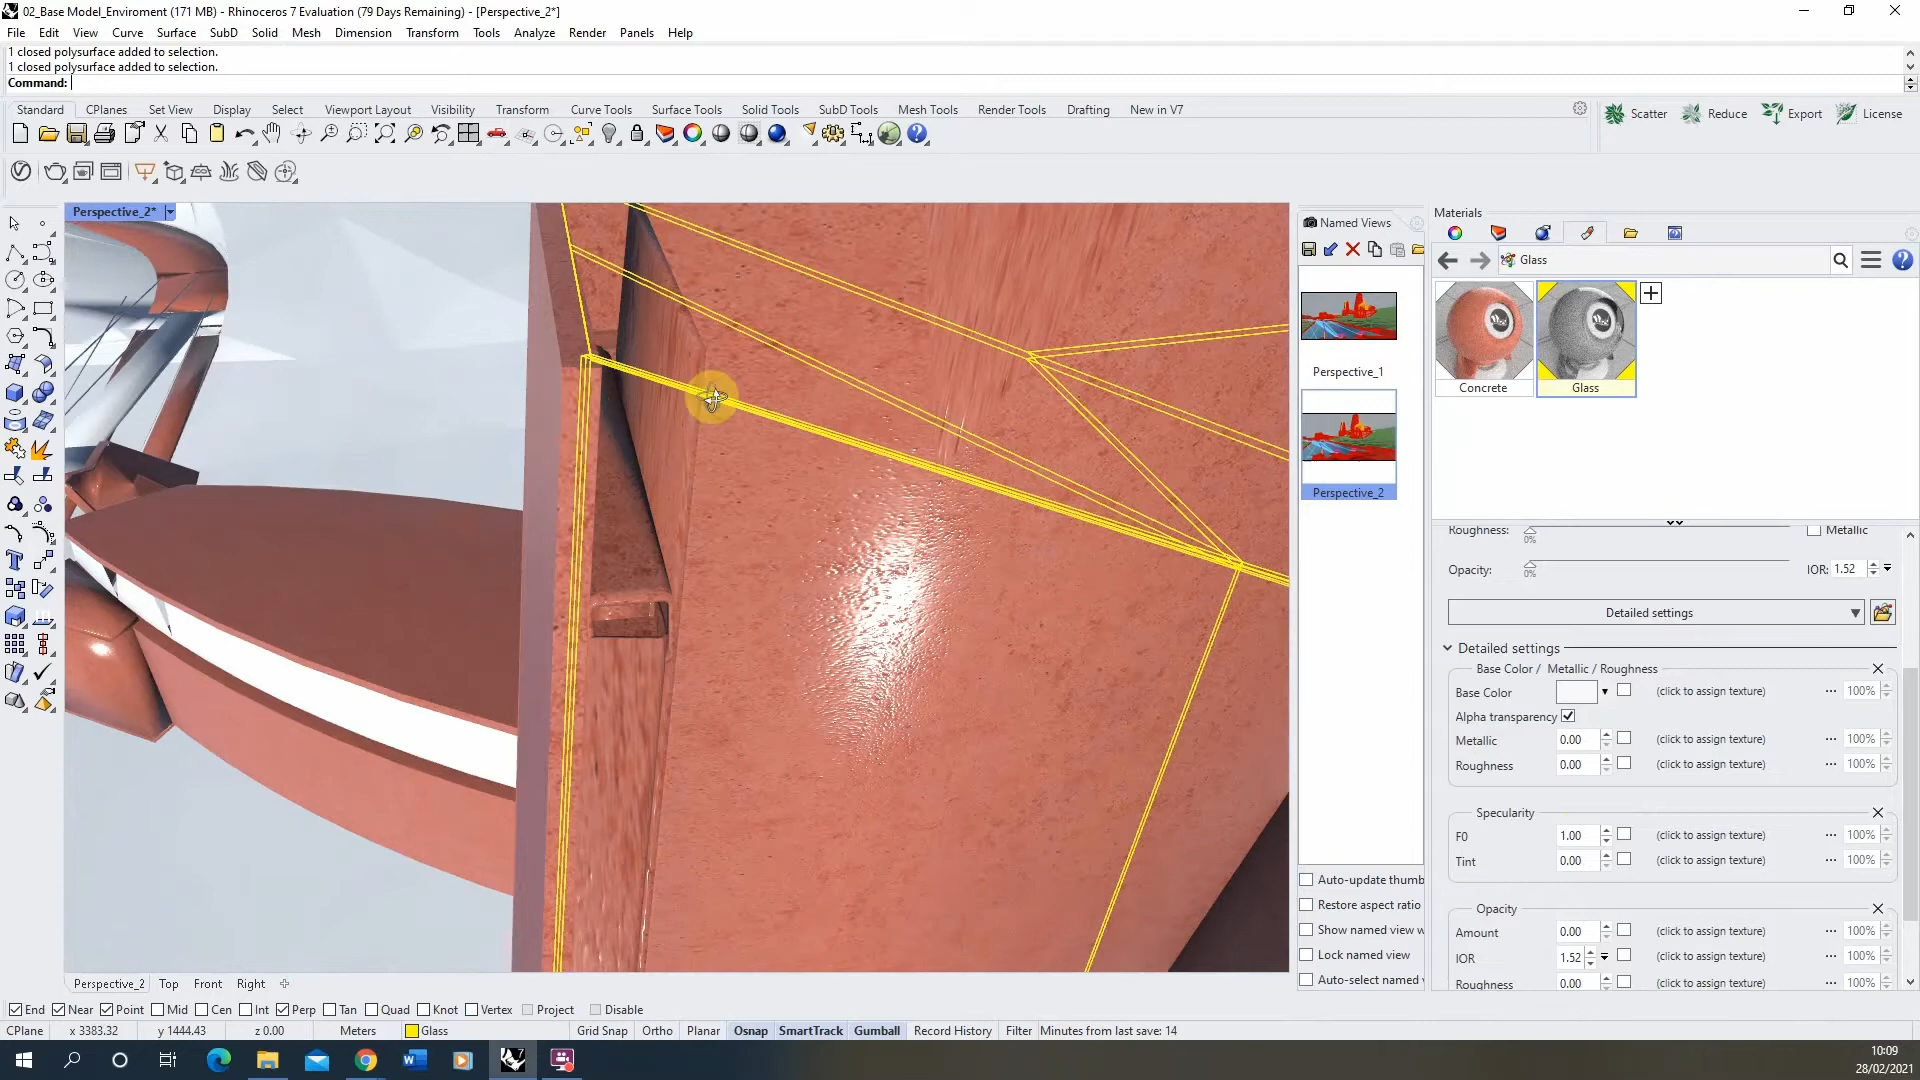 02_Base Model_Enviroment (171 MB) - Rhinoceros 7 Evaluation (79 Days Remaining) - [Perspective_2*]
File Edit View Curve Surface SubD Solid Mesh Dimension Transform Tools Analyze Render Panels Help
1 closed polysurface added to selection.
1 closed polysurface added to selection.
Command:
Standard CPlanes Set View Display Select Viewport Layout Visibility Transform Curve Tools Surface Tools Solid Tools SubD Tools Mesh Tools Render Tools Drafting New in V7
Scatter Reduce Export License
Perspective_2*
Named Views
Perspective_1
Perspective_2
Auto-update thumb
Restore aspect ratio
Show named view w
Lock named view
Auto-select named
Materials
Glass
Concrete Glass
Roughness: 0% Metallic
Opacity: 0% IOR: 1.52
Detailed settings
Detailed settings
Base Color / Metallic / Roughness
Base Color (click to assign texture) ... 100%
Alpha transparency
Metallic 0.00 (click to assign texture) ... 100%
Roughness 0.00 (click to assign texture) ... 100%
Specularity
F0 1.00 (click to assign texture) ... 100%
Tint 0.00 (click to assign texture) ... 100%
Opacity
Amount 0.00 (click to assign texture) ... 100%
IOR 1.52 (click to assign texture) ... 100%
Roughness 0.00 (click to assign texture) ... 100%
Perspective_2 Top Front Right
End Near Point Mid Cen Int Perp Tan Quad Knot Vertex Project Disable
CPlane x 3383.32 y 1444.43 z 0.00 Meters Glass Grid Snap Ortho Planar Osnap SmartTrack Gumball Record History Filter Minutes from last save: 14
10:09
28/02/2021